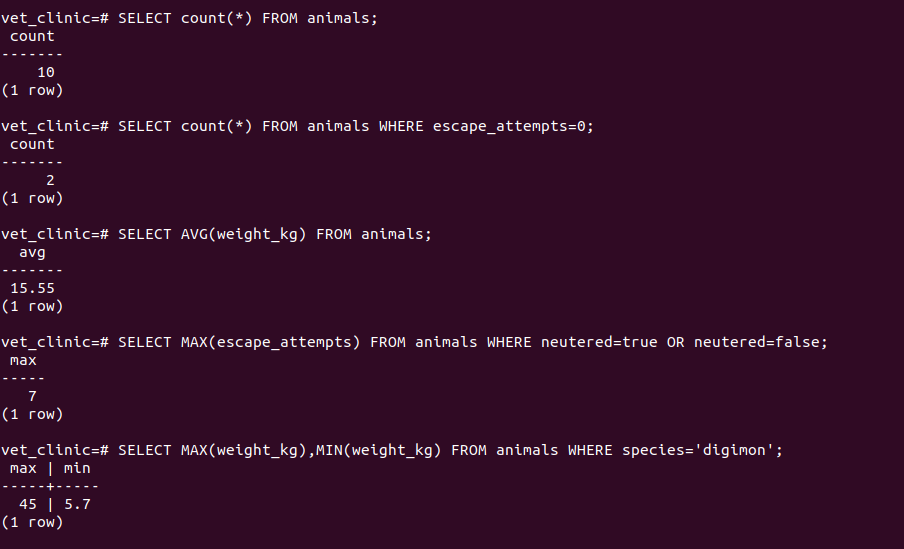 vet_clinic=# SELECT count(*) FROM animals;
 count
-------
    10
(1 row)

vet_clinic=# SELECT count(*) FROM animals WHERE escape_attempts=0;
 count
-------
     2
(1 row)

vet_clinic=# SELECT AVG(weight_kg) FROM animals;
  avg
-------
 15.55
(1 row)

vet_clinic=# SELECT MAX(escape_attempts) FROM animals WHERE neutered=true OR neutered=false;
 max
-----
   7
(1 row)

vet_clinic=# SELECT MAX(weight_kg),MIN(weight_kg) FROM animals WHERE species='digimon';
 max | min
-----+-----
  45 | 5.7
(1 row)